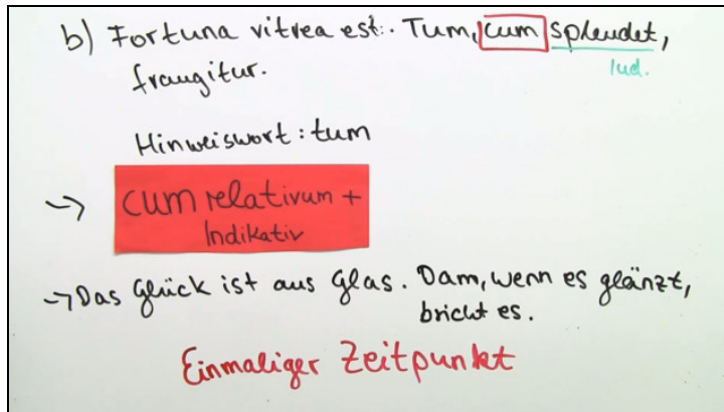 b) Fortuna vitrea est. Tum, cum splendet,
Ind.
frangitur.
Hinweiswort: tum
→ cum relativum +
Indikativ
→ Das Glück ist aus Glas. Dann, wenn es glänzt,
bricht es.
Einmaliger Zeitpunkt